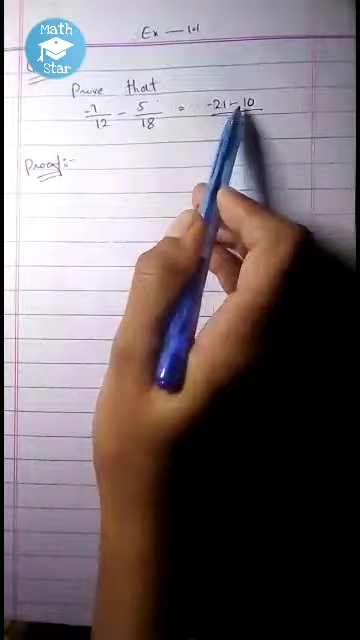 Math
Star
Ex — 1.1
Prove that
-7/12 - 5/18 = -21-10
Proof:-